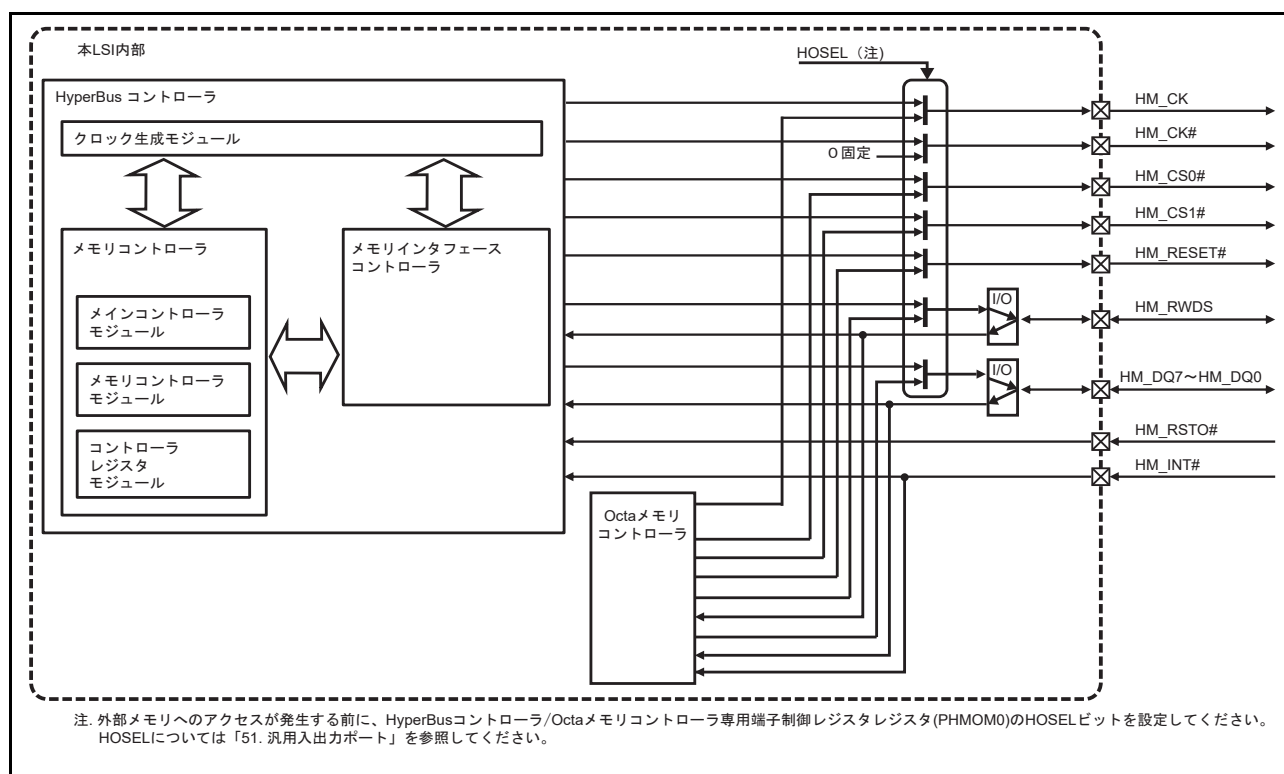 本LSI内部
HOSEL（注）
HyperBus コントローラ
クロック生成モジュール
HM_CK
HM_CK#
0 固定
HM_CS0#
HM_CS1#
メモリコントローラ
メモリインタフェース
コントローラ
HM_RESET#
I/O
HM_RWDS
メインコントローラ
モジュール
I/O
HM_DQ7～HM_DQ0
メモリコントローラ
モジュール
HM_RSTO#
コントローラ
レジスタ
モジュール
HM_INT#
Octaメモリ
コントローラ
注. 外部メモリへのアクセスが発生する前に、HyperBusコントローラ/Octaメモリコントローラ専用端子制御レジスタレジスタ(PHMOM0)のHOSELビットを設定してください。
HOSELについては「51. 汎用入出力ポート」を参照してください。